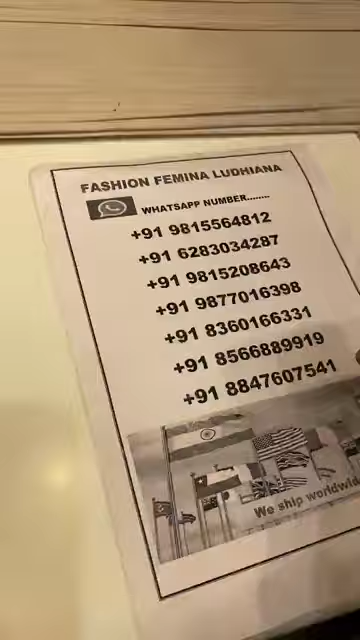 FASHION FEMINA LUDHIANA
WHATSAPP NUMBER........
+91 9815564812
+91 6283034287
+91 9815208643
+91 9877016398
+91 8360166331
+91 8566889919
+91 8847607541
We ship worldwid